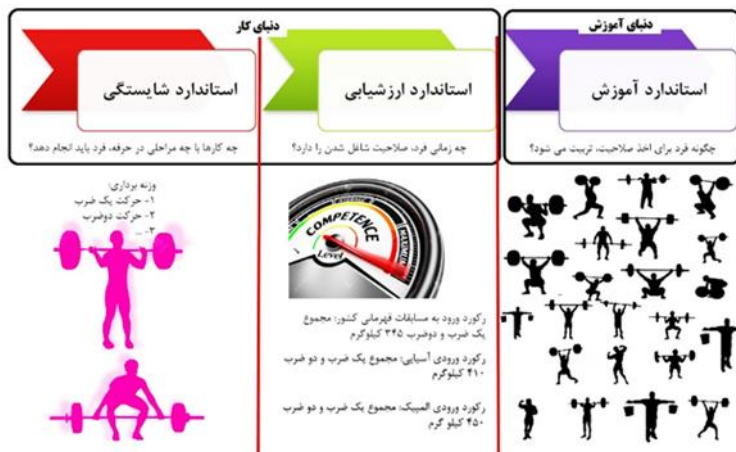 دنیای آموزش
استاندارد آموزش
چگونه فرد برای اخذ صلاحیت، تربیت می شود؟
دنیای کار
استاندارد ارزشیابی
چه زمانی فرد، صلاحیت شاغل شدن را دارد؟
COMPETENCE
Level
MAXIMUM
رکورد ورود به مسابقات قهرمانی کشور: مجموع
یک ضرب و دوضرب ۳۴۵ کیلوگرم
رکورد ورودی آسیایی: مجموع یک ضرب و دو ضرب
۴۱۰ کیلوگرم
رکورد ورودی المپیک: مجموع یک ضرب و دو ضرب
۴۵۰ کیلو گرم
استاندارد شایستگی
چه کارها با چه مراحلی در حرفه، فرد باید انجام دهد؟
وزنه برداری:
۱- حرکت یک ضرب
۲- حرکت دوضرب
۳- ...